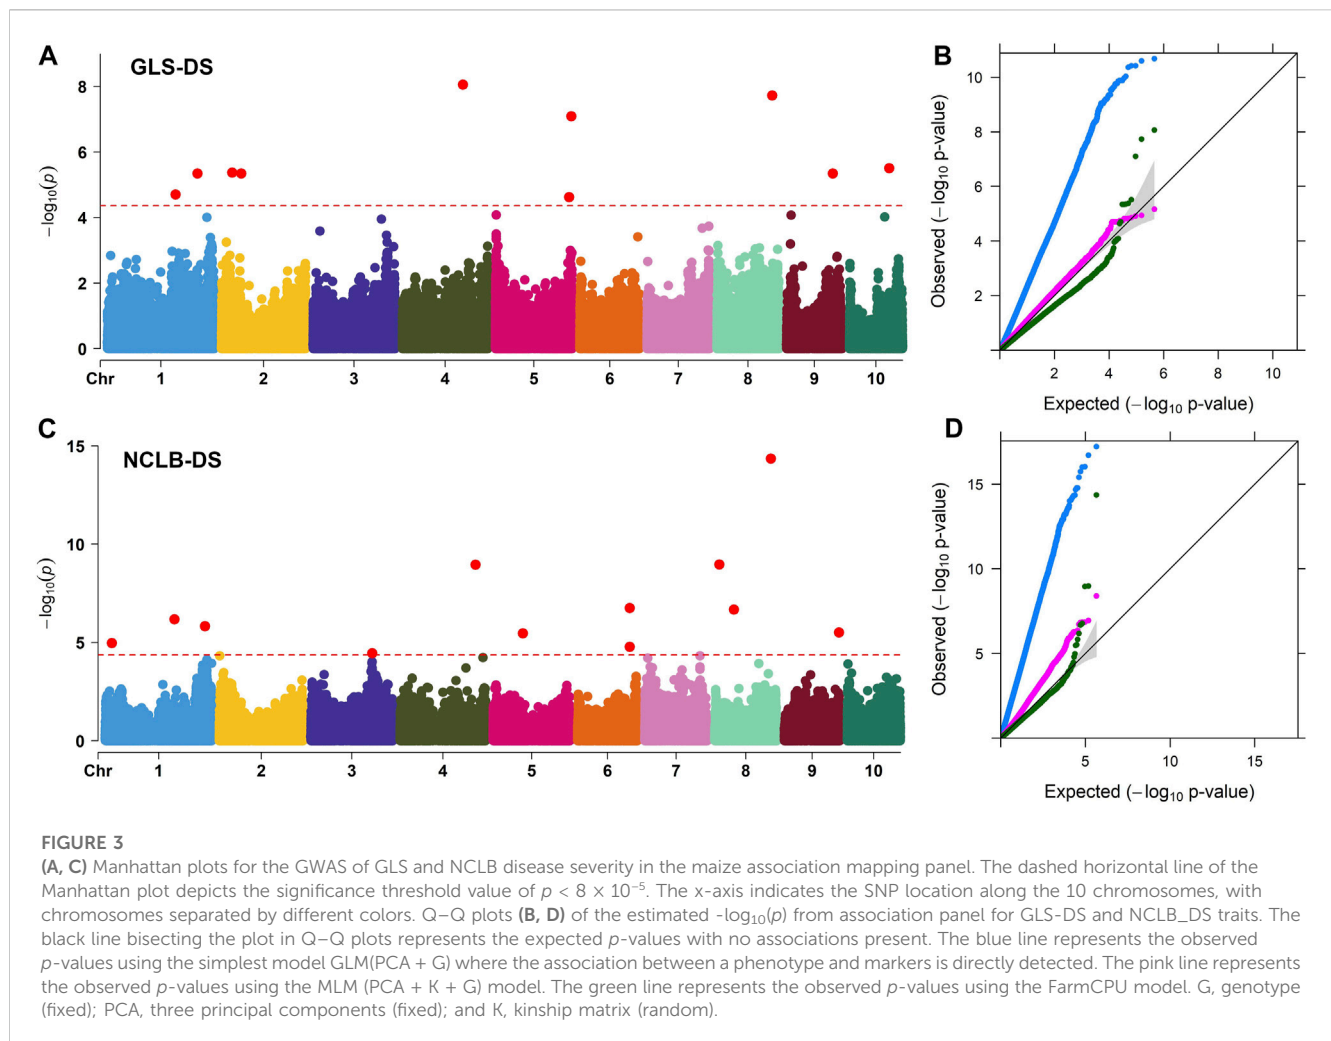 A
GLS-DS
−log10(p)
8
6
4
2
0
Chr 1 2 3 4 5 6 7 8 9 10
B
Observed (−log10 p-value)
10
8
6
4
2
2 4 6 8 10
Expected (−log10 p-value)
C
NCLB-DS
−log10(p)
15
10
5
0
Chr 1 2 3 4 5 6 7 8 9 10
D
Observed (−log10 p-value)
15
10
5
5 10 15
Expected (−log10 p-value)
FIGURE 3
(A, C) Manhattan plots for the GWAS of GLS and NCLB disease severity in the maize association mapping panel. The dashed horizontal line of the
Manhattan plot depicts the significance threshold value of p < 8 × 10−5. The x-axis indicates the SNP location along the 10 chromosomes, with
chromosomes separated by different colors. Q–Q plots (B, D) of the estimated -log10(p) from association panel for GLS-DS and NCLB_DS traits. The
black line bisecting the plot in Q–Q plots represents the expected p-values with no associations present. The blue line represents the observed
p-values using the simplest model GLM(PCA + G) where the association between a phenotype and markers is directly detected. The pink line represents
the observed p-values using the MLM (PCA + K + G) model. The green line represents the observed p-values using the FarmCPU model. G, genotype
(fixed); PCA, three principal components (fixed); and K, kinship matrix (random).